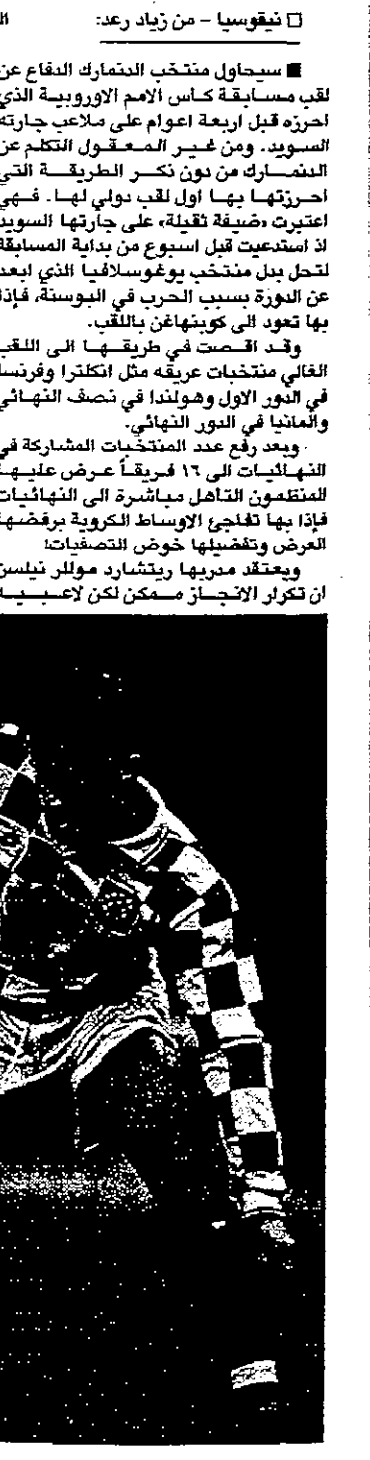 □ نيقوسيا – من زياد رعد:
■ سيحاول منتخب الدنمارك الدفاع عن
لقب مسابقة كأس الامم الاوروبية الذي
احرزه قبل اربعة اعوام على ملاعب جارته
السويد. ومن غير المعقول التكلم عن
الدنمارك من دون نكر الطريقة التي
احرزتها بها اول لقب دولي لها. فهي
اعتبرت «ضيفة ثقيلة» على جارتها السويد
اذ استدعيت قبل اسبوع من بداية المسابقة
لتحل بدل منتخب يوغوسلافيا الذي ابعد
عن الدورة بسبب الحرب في البوسنة، فإذا
بها تعود الى كوبنهاغن باللقب.
وقد اقصت في طريقها الى اللقب
الغالي منتخبات عريقه مثل انكلترا وفرنسا
في الدور الاول وهولندا في نصف النهائي
والمانيا في الدور النهائي.
وبعد رفع عدد المنتخبات المشاركة في
النهائيات الى ١٦ فريقاً عرض عليها
المنظمون التاهل مباشرة الى النهائيات
فإذا بها تفاجئ الاوساط الكروية برفضها
العرض وتفضيلها خوض التصفيات!
ويعتقد مدربها ريتشارد موللر نيلسن
ان تكرار الانجاز ممكن لكن لاعبيه